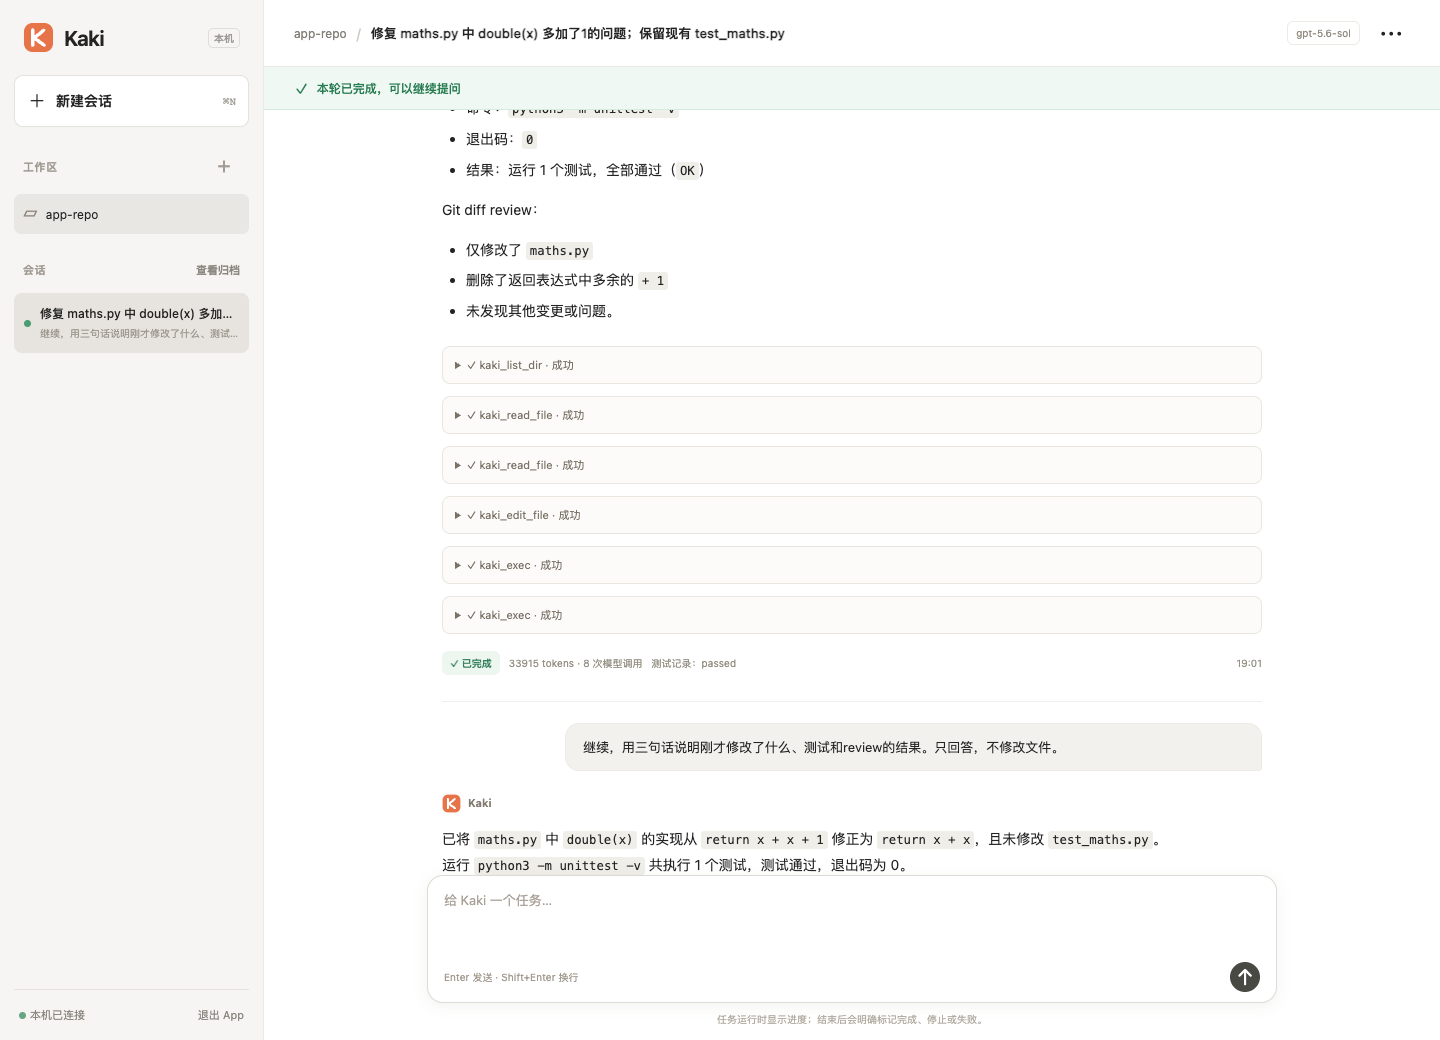 Kaki
本机
新建会话
⌘N
工作区
app-repo
会话
查看归档
修复 maths.py 中 double(x) 多加...
继续，用三句话说明刚才修改了什么、测试...
本机已连接
退出 App
app-repo / 修复 maths.py 中 double(x) 多加了1的问题；保留现有 test_maths.py
gpt-5.6-sol
本轮已完成，可以继续提问
命令： python3 -m unittest -v
退出码： 0
结果：运行 1 个测试，全部通过（OK）
Git diff review：
仅修改了 maths.py
删除了返回表达式中多余的 + 1
未发现其他变更或问题。
✓ kaki_list_dir · 成功
✓ kaki_read_file · 成功
✓ kaki_read_file · 成功
✓ kaki_edit_file · 成功
✓ kaki_exec · 成功
✓ kaki_exec · 成功
✓ 已完成 33915 tokens · 8 次模型调用 测试记录：passed 19:01
继续，用三句话说明刚才修改了什么、测试和review的结果。只回答，不修改文件。
Kaki
已将 maths.py 中 double(x) 的实现从 return x + x + 1 修正为 return x + x，且未修改 test_maths.py。
运行 python3 -m unittest -v 共执行 1 个测试，测试通过，退出码为 0。
给 Kaki 一个任务...
Enter 发送 · Shift+Enter 换行
任务运行时显示进度；结束后会明确标记完成、停止或失败。